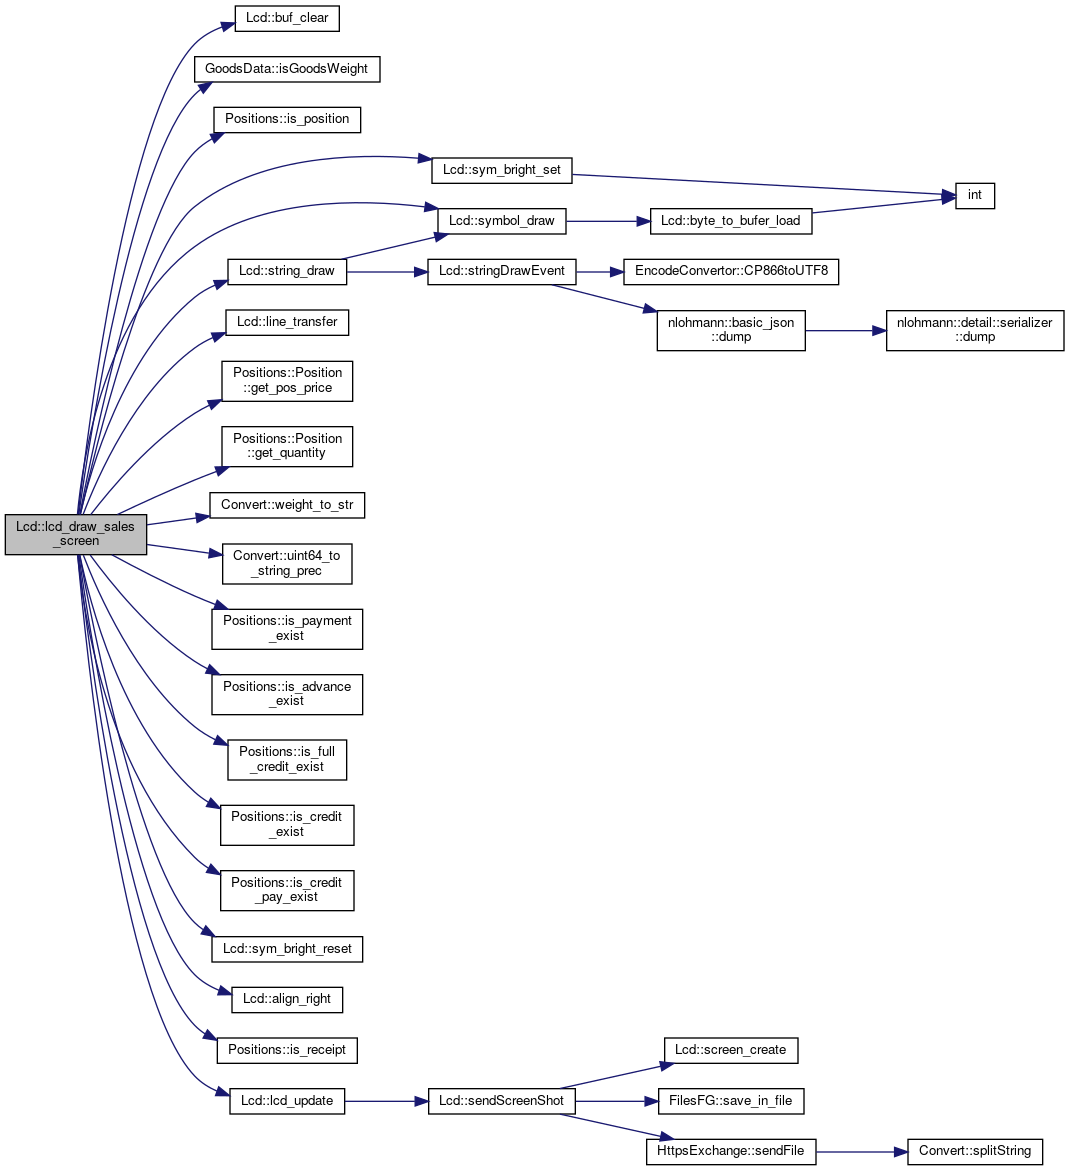 Lcd::buf_clear
GoodsData::isGoodsWeight
Positions::is_position
Lcd::sym_bright_set
int
Lcd::symbol_draw
Lcd::byte_to_bufer_load
Lcd::string_draw
Lcd::stringDrawEvent
EncodeConvertor::CP866toUTF8
Lcd::line_transfer
nlohmann::basic_json
::dump
nlohmann::detail::serializer
::dump
Positions::Position
::get_pos_price
Positions::Position
::get_quantity
Convert::weight_to_str
Lcd::lcd_draw_sales
_screen
Convert::uint64_to
_string_prec
Positions::is_payment
_exist
Positions::is_advance
_exist
Positions::is_full
_credit_exist
Positions::is_credit
_exist
Positions::is_credit
_pay_exist
Lcd::sym_bright_reset
Lcd::align_right
Positions::is_receipt
Lcd::screen_create
Lcd::lcd_update
Lcd::sendScreenShot
FilesFG::save_in_file
HttpsExchange::sendFile
Convert::splitString